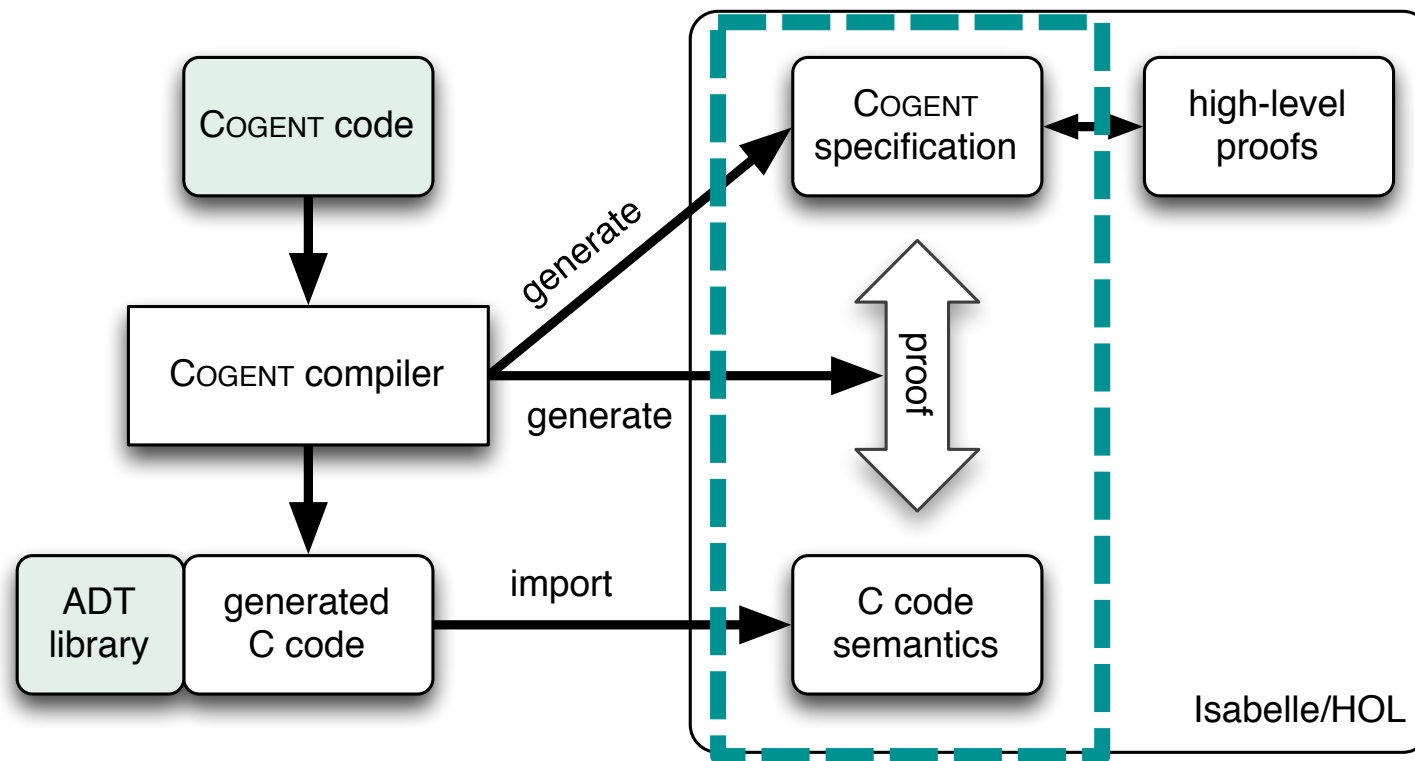 COGENT code
COGENT
specification
high-level
proofs
generate
COGENT compiler
generate
proof
ADT
library
generated
C code
import
C code
semantics
Isabelle/HOL